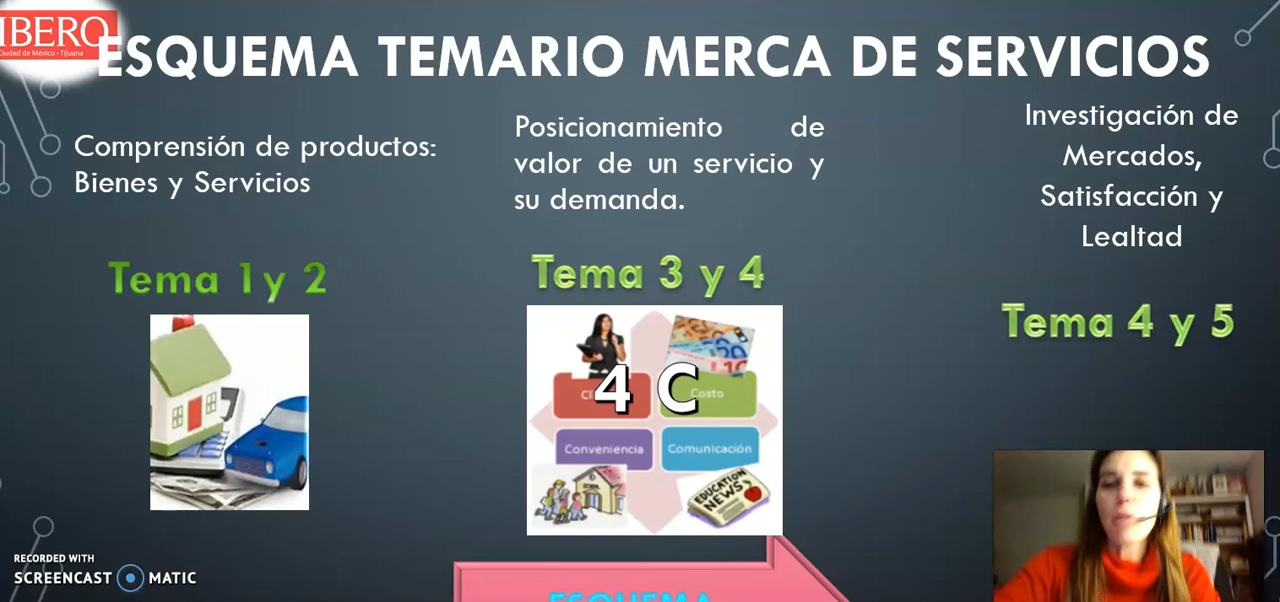 IBERO
Ciudad de México • Tijuana
ESQUEMA TEMARIO MERCA DE SERVICIOS
Comprensión de productos:
Bienes y Servicios
Tema 1y 2
Posicionamiento de
valor de un servicio y
su demanda.
Tema 3 y 4
4 C
Costo
Conveniencia
Comunicación
EDUCATION
NEWS
Investigación de
Mercados,
Satisfacción y
Lealtad
Tema 4 y 5
RECORDED WITH
SCREENCAST MATIC
ESQUEMA